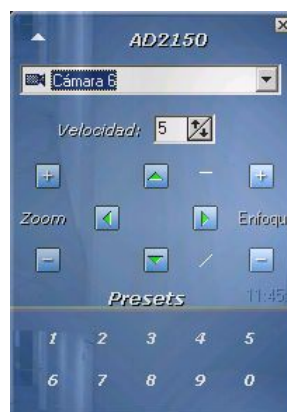 AD2150
Cámara 6
Velocidad: 5
Zoom Enfoqu
Presets 11:45
1 2 3 4 5
6 7 8 9 0